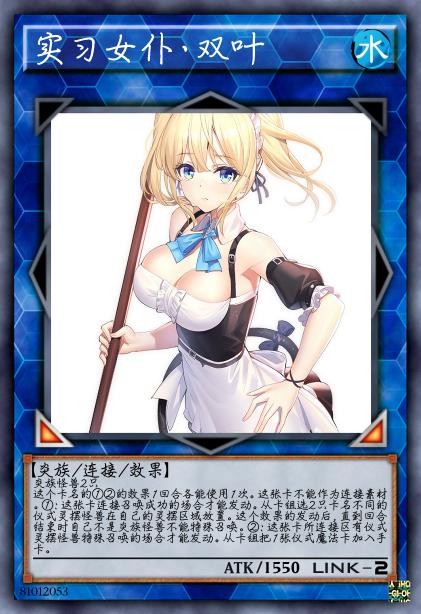 实习女仆·双叶
水
【炎族/连接/效果】
炎族怪兽2只
这个卡名的①②的效果1回合各能使用1次。这张卡不能作为连接素材
。①：这张卡连接召唤成功的场合才能发动。从卡组选2只卡名不同的
仪式灵摆怪兽在自己的灵摆区域放置。这个效果的发动后，直到回合
结束时自己不是炎族怪兽不能特殊召唤。②：这张卡所连接区有仪式
灵摆怪兽特殊召唤的场合才能发动。从卡组把1张仪式魔法卡加入手
卡。
ATK/1550 LINK-2
81012053